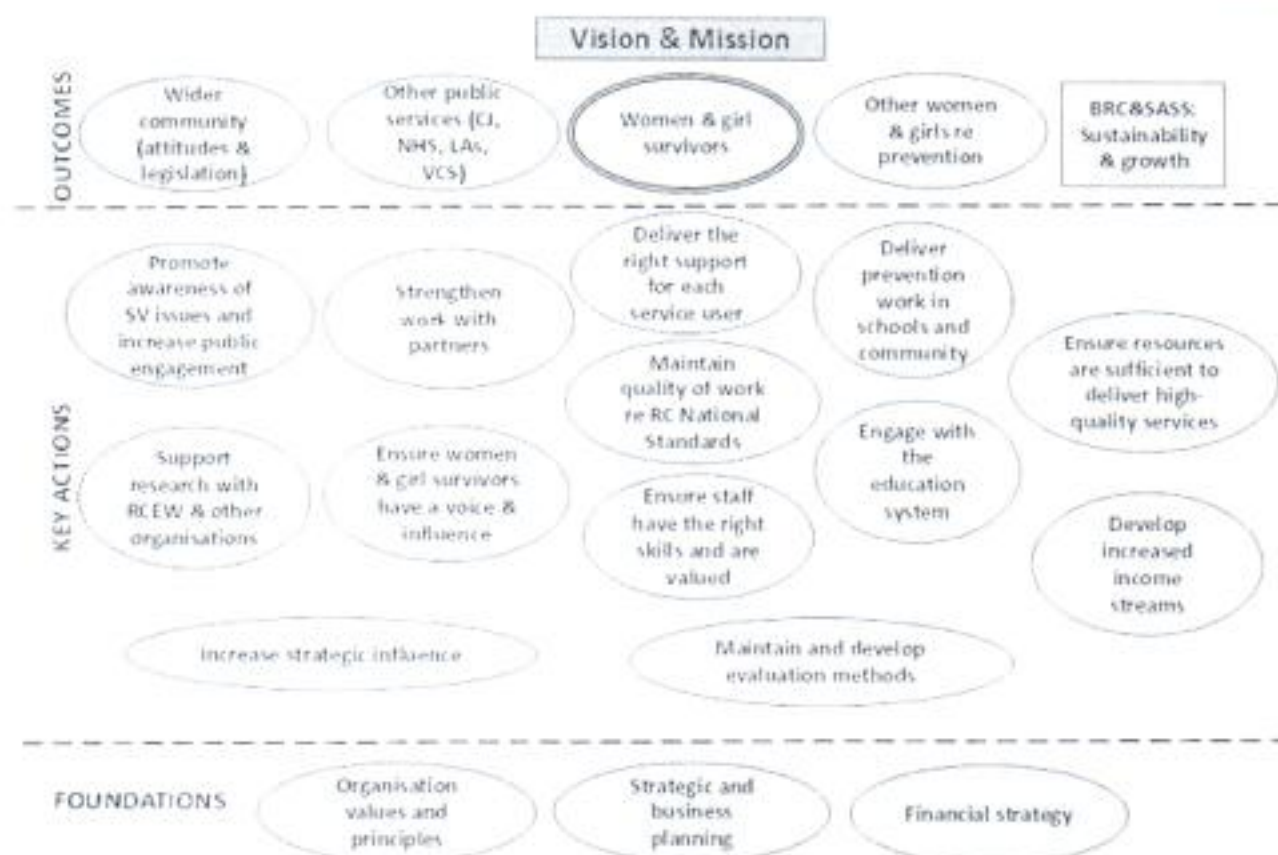 Vision & Mission
OUTCOMES
Wider
community
(attitudes &
legislation)
Other public
services (CJ,
NHS, LAs,
VCS)
Women & girl
survivors
Other women
& girls re
prevention
BRC&SASS:
Sustainability
& growth
KEY ACTIONS
Promote
awareness of
SV issues and
increase public
engagement
Strengthen
work with
partners
Deliver the
right support
for each
service user
Deliver
prevention
work in
schools and
community
Ensure resources
are sufficient to
deliver high-
quality services
Maintain
quality of work
re RC National
Standards
Support
research with
RCEW & other
organisations
Ensure women
& girl survivors
have a voice &
influence
Ensure staff
have the right
skills and are
valued
Engage with
the
education
system
Develop
increased
income
streams
Increase strategic influence
Maintain and develop
evaluation methods
FOUNDATIONS
Organisation
values and
principles
Strategic and
business
planning
Financial strategy